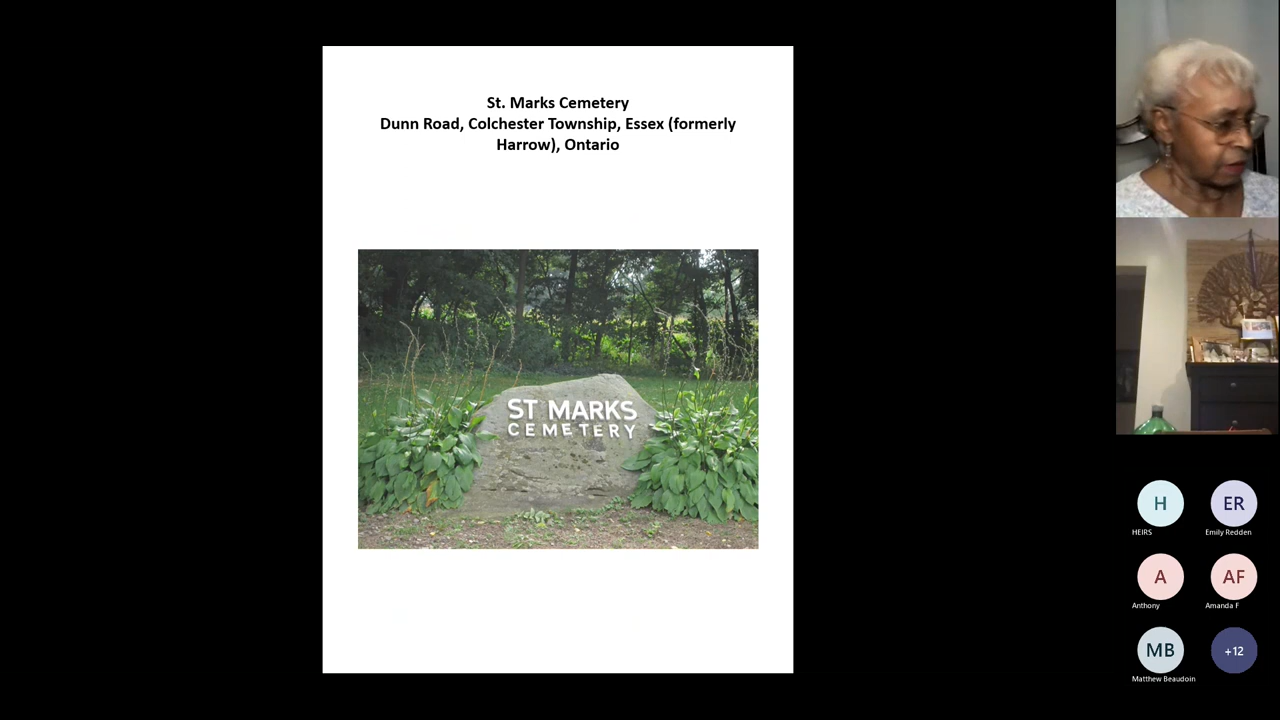 St. Marks Cemetery
Dunn Road, Colchester Township, Essex (formerly
Harrow), Ontario
ST MARKS
CEMETERY
H
HEIRS
ER
Emily Redden
A
Anthony
AF
Amanda F
MB
Matthew Beaudoin
+12